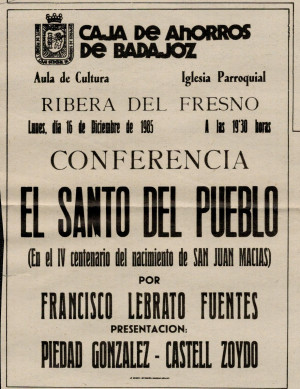 CAJA DE AHORROS
DE BADAJOZ
Aula de Cultura Iglesia Parroquial
RIBERA DEL FRESNO
Lunes, dia 16 de Diciembre de 1985 A las 19'30 horas
CONFERENCIA
EL SANTO DEL PUEBLO
(En el IV centenario del nacimiento de SAN JUAN MACIAS)
POR
FRANCISCO LEBRATO FUENTES
PRESENTACION:
PIEDAD GONZALEZ - CASTELL ZOYDO